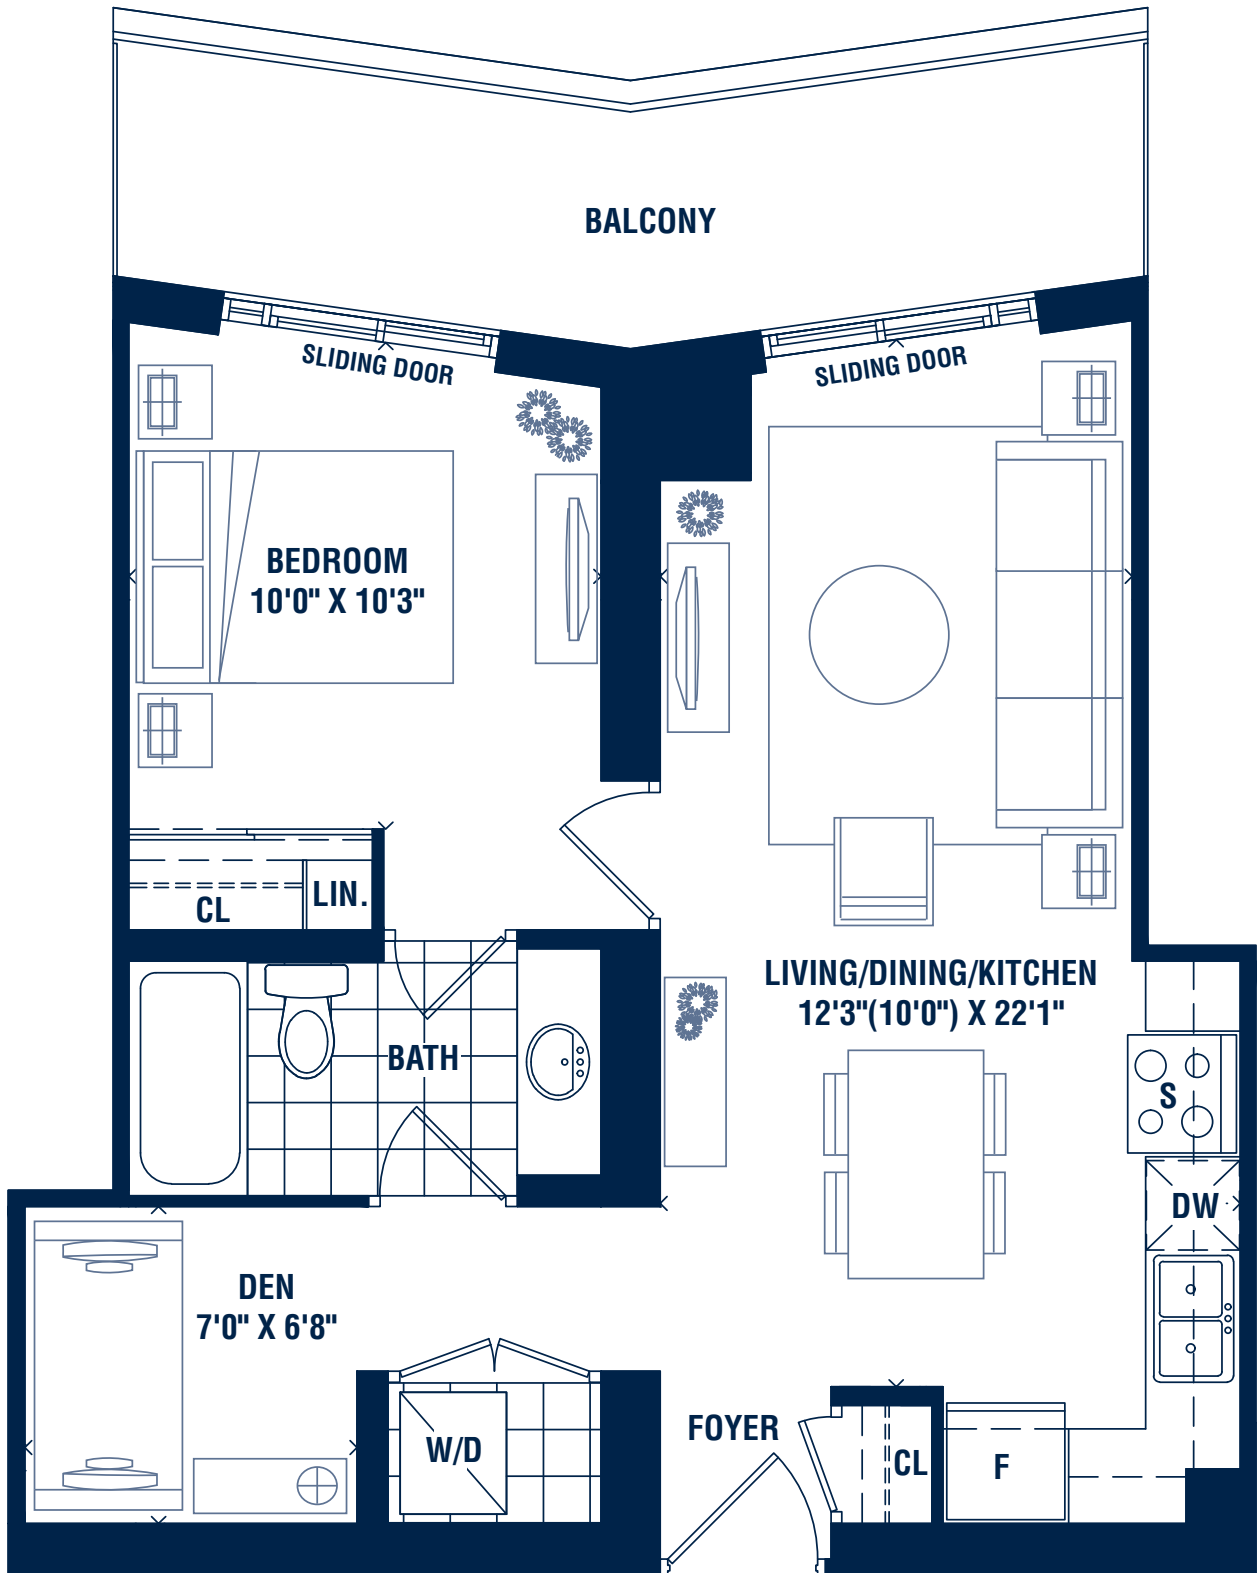 BALCONY
SLIDING DOOR
SLIDING DOOR
BEDROOM
10'0" X 10'3"
CL
LIN.
LIVING/DINING/KITCHEN
12'3"(10'0") X 22'1"
BATH
S
DW
DEN
7'0" X 6'8"
W/D
FOYER
CL
F